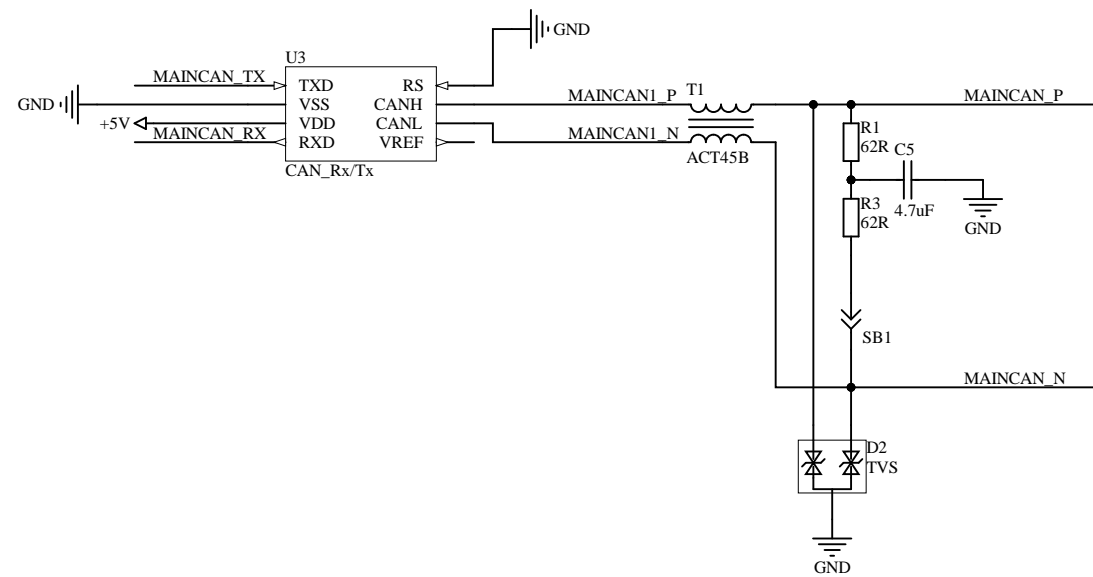 GND
U3
MAINCAN_TX
TXD
RS
GND
VSS
CANH
MAINCAN1_P
T1
MAINCAN_P
+5V
VDD
CANL
MAINCAN_RX
RXD
VREF
MAINCAN1_N
ACT45B
CAN_Rx/Tx
R1
62R
C5
4.7uF
R3
62R
GND
SB1
MAINCAN_N
D2
TVS
GND